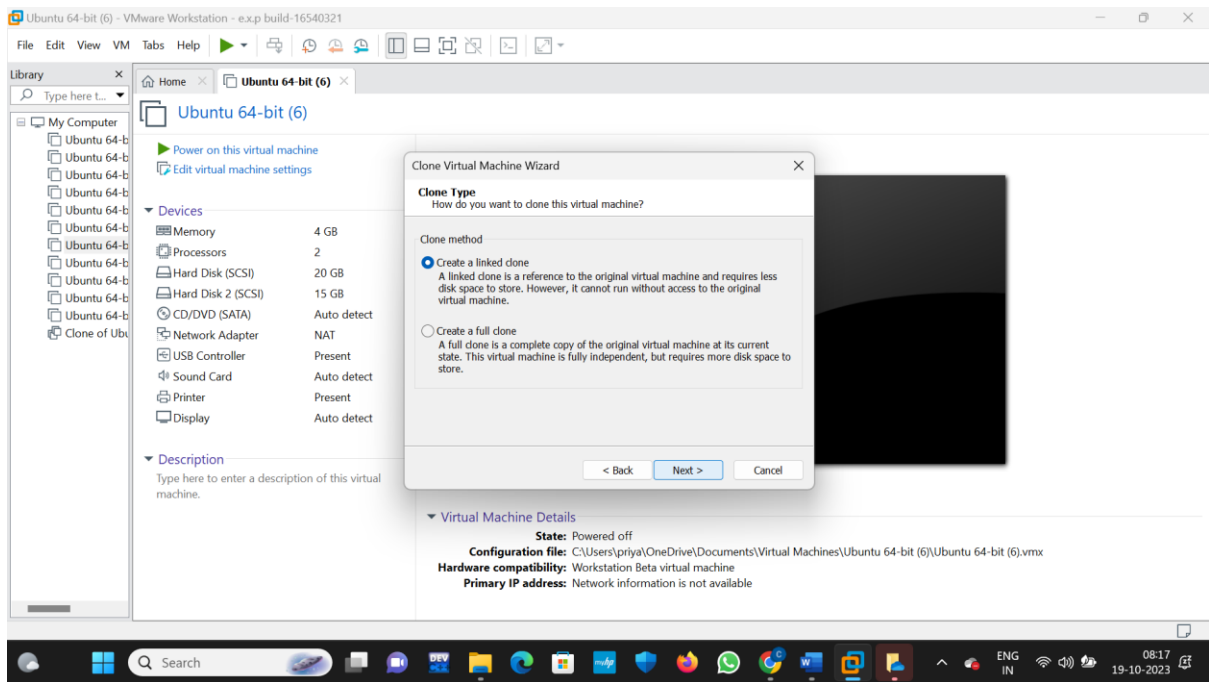 Ubuntu 64-bit (6) - VMware Workstation - e.x.p build-16540321
File Edit View VM Tabs Help
Library
Type here t...
Home
Ubuntu 64-bit (6)
My Computer
Ubuntu 64-b
Ubuntu 64-b
Ubuntu 64-b
Ubuntu 64-b
Ubuntu 64-b
Ubuntu 64-b
Ubuntu 64-b
Ubuntu 64-b
Ubuntu 64-b
Ubuntu 64-b
Ubuntu 64-b
Clone of Ubu
Ubuntu 64-bit (6)
Power on this virtual machine
Edit virtual machine settings
Devices
Memory 4 GB
Processors 2
Hard Disk (SCSI) 20 GB
Hard Disk 2 (SCSI) 15 GB
CD/DVD (SATA) Auto detect
Network Adapter NAT
USB Controller Present
Sound Card Auto detect
Printer Present
Display Auto detect
Description
Type here to enter a description of this virtual
machine.
Clone Virtual Machine Wizard
Clone Type
How do you want to clone this virtual machine?
Clone method
Create a linked clone
A linked clone is a reference to the original virtual machine and requires less
disk space to store. However, it cannot run without access to the original
virtual machine.
Create a full clone
A full clone is a complete copy of the original virtual machine at its current
state. This virtual machine is fully independent, but requires more disk space to
store.
< Back Next > Cancel
Virtual Machine Details
State: Powered off
Configuration file: C:\Users\priya\OneDrive\Documents\Virtual Machines\Ubuntu 64-bit (6)\Ubuntu 64-bit (6).vmx
Hardware compatibility: Workstation Beta virtual machine
Primary IP address: Network information is not available
Search
DEV
ENG
IN
08:17
19-10-2023